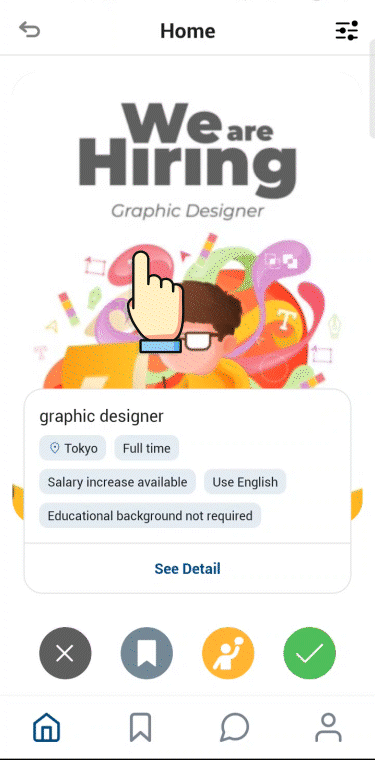 Home
We are
Hiring
Graphic Designer
T
T
graphic designer
Tokyo
Full time
Salary increase available
Use English
Educational background not required
See Detail